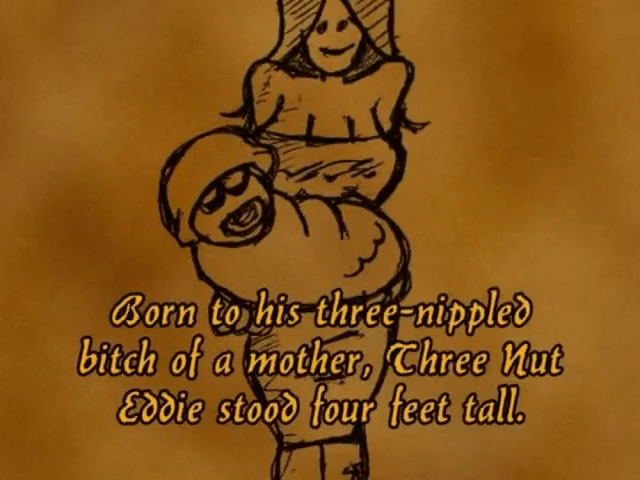 Born to his three-nippled
bitch of a mother, Three Nut
Eddie stood four feet tall.